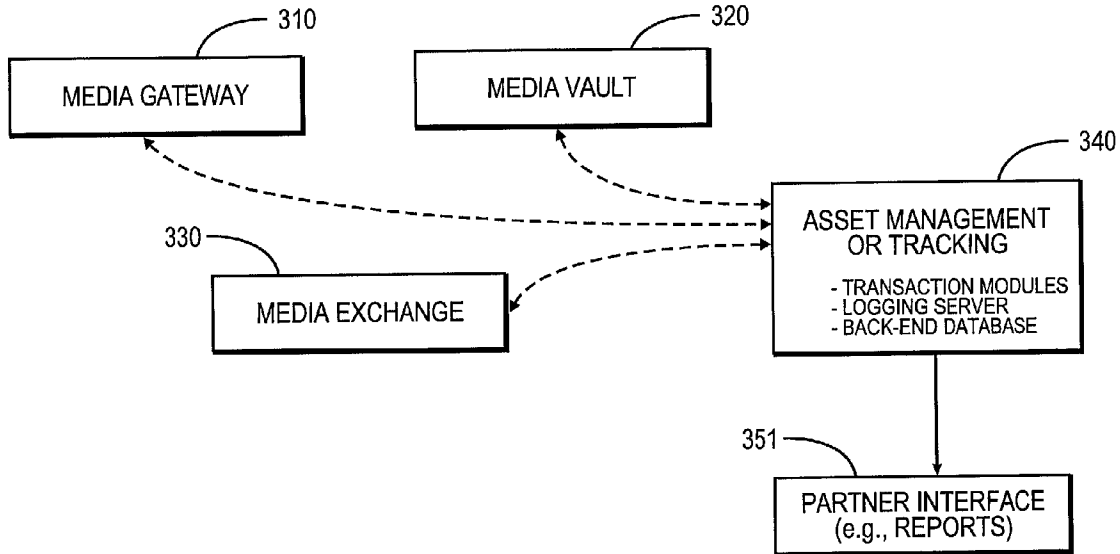 310
MEDIA GATEWAY
320
MEDIA VAULT
330
MEDIA EXCHANGE
340
ASSET MANAGEMENT
OR TRACKING
- TRANSACTION MODULES
- LOGGING SERVER
- BACK-END DATABASE
351
PARTNER INTERFACE
(e.g., REPORTS)